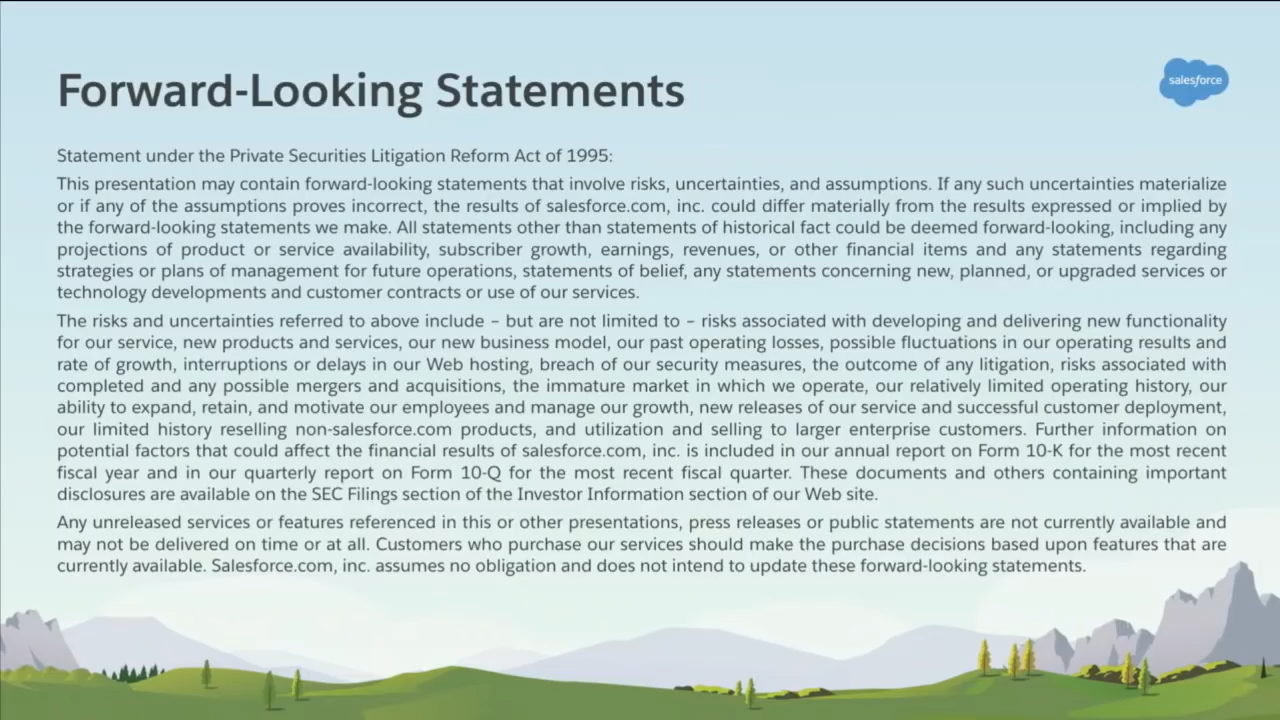 Forward-Looking Statements
salesforce
Statement under the Private Securities Litigation Reform Act of 1995:
This presentation may contain forward-looking statements that involve risks, uncertainties, and assumptions. If any such uncertainties materialize
or if any of the assumptions proves incorrect, the results of salesforce.com, inc. could differ materially from the results expressed or implied by
the forward-looking statements we make. All statements other than statements of historical fact could be deemed forward-looking, including any
projections of product or service availability, subscriber growth, earnings, revenues, or other financial items and any statements regarding
strategies or plans of management for future operations, statements of belief, any statements concerning new, planned, or upgraded services or
technology developments and customer contracts or use of our services.
The risks and uncertainties referred to above include – but are not limited to – risks associated with developing and delivering new functionality
for our service, new products and services, our new business model, our past operating losses, possible fluctuations in our operating results and
rate of growth, interruptions or delays in our Web hosting, breach of our security measures, the outcome of any litigation, risks associated with
completed and any possible mergers and acquisitions, the immature market in which we operate, our relatively limited operating history, our
ability to expand, retain, and motivate our employees and manage our growth, new releases of our service and successful customer deployment,
our limited history reselling non-salesforce.com products, and utilization and selling to larger enterprise customers. Further information on
potential factors that could affect the financial results of salesforce.com, inc. is included in our annual report on Form 10-K for the most recent
fiscal year and in our quarterly report on Form 10-Q for the most recent fiscal quarter. These documents and others containing important
disclosures are available on the SEC Filings section of the Investor Information section of our Web site.
Any unreleased services or features referenced in this or other presentations, press releases or public statements are not currently available and
may not be delivered on time or at all. Customers who purchase our services should make the purchase decisions based upon features that are
currently available. Salesforce.com, inc. assumes no obligation and does not intend to update these forward-looking statements.